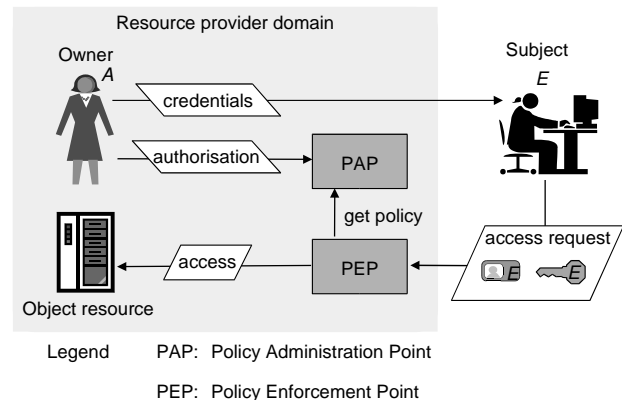 Resource provider domain
Owner
A
Subject
E
credentials
authorisation
PAP
get policy
access request
E
E
access
PEP
Object resource
Legend PAP: Policy Administration Point
PEP: Policy Enforcement Point